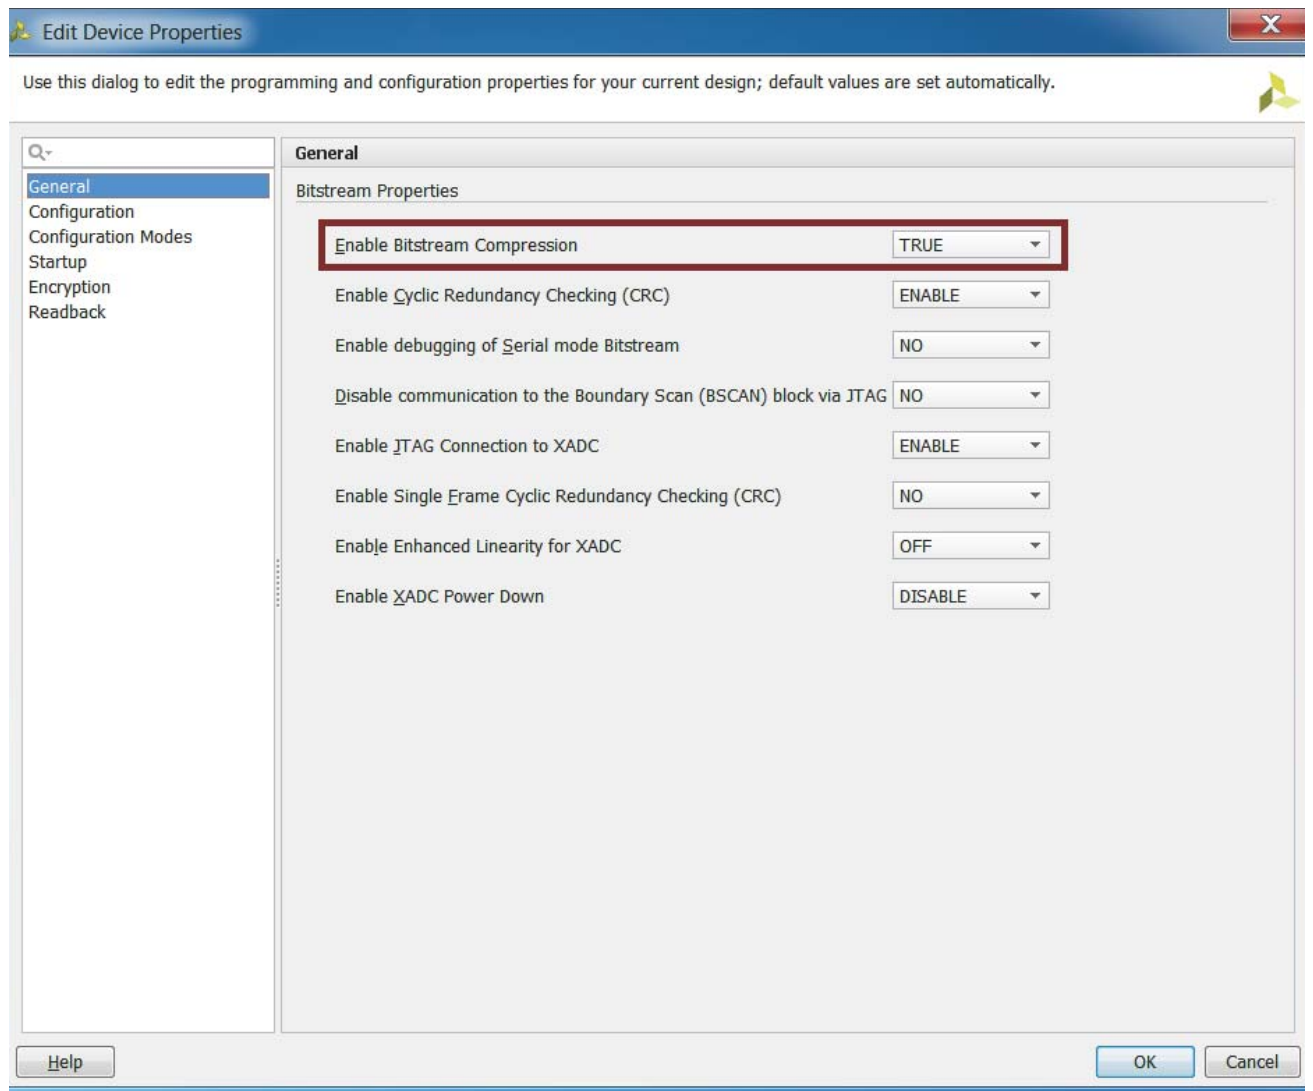 Edit Device Properties
Use this dialog to edit the programming and configuration properties for your current design; default values are set automatically.
General
Configuration
Configuration Modes
Startup
Encryption
Readback
General
Bitstream Properties
Enable Bitstream Compression TRUE
Enable Cyclic Redundancy Checking (CRC) ENABLE
Enable debugging of Serial mode Bitstream NO
Disable communication to the Boundary Scan (BSCAN) block via JTAG NO
Enable JTAG Connection to XADC ENABLE
Enable Single Frame Cyclic Redundancy Checking (CRC) NO
Enable Enhanced Linearity for XADC OFF
Enable XADC Power Down DISABLE
Help OK Cancel